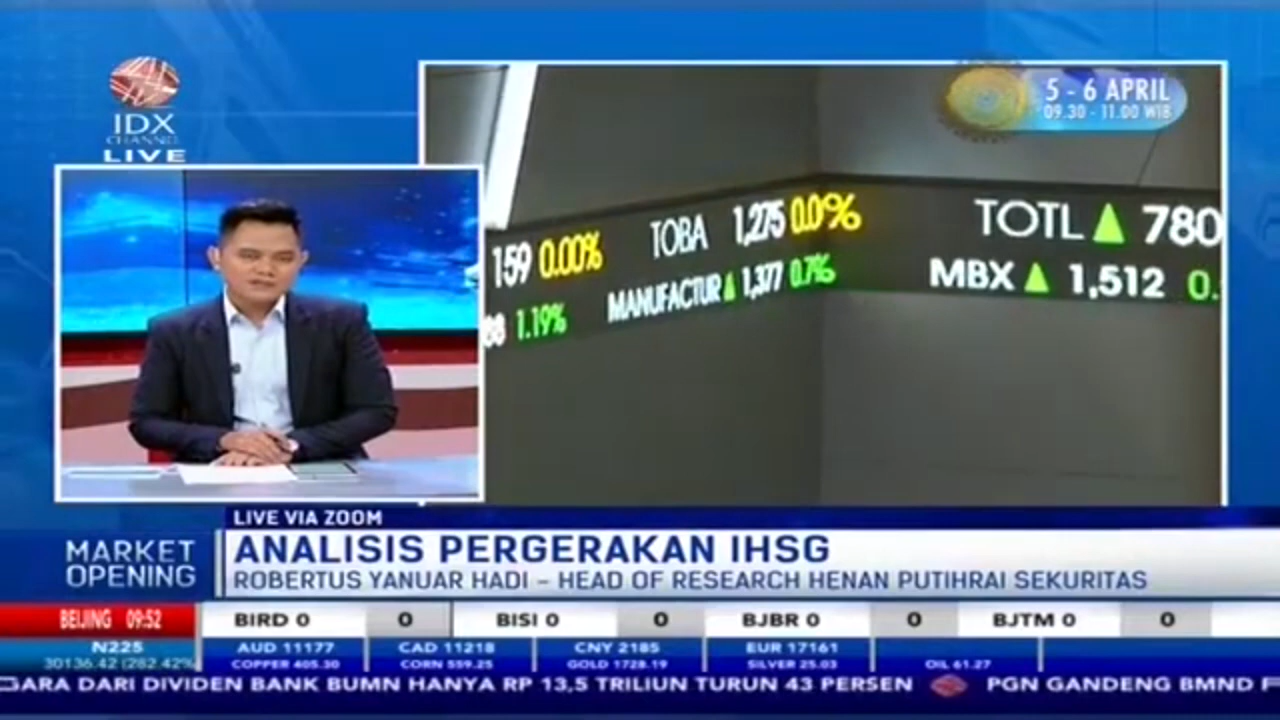 IDX
CHANNEL
LIVE
5 - 6 APRIL
09.30 - 11.00 WIB
159 0.00%
TOBA 1,275 0.0%
TOTL ▲ 780
1.19%
MANUFACTUR ▲ 1,377 0.7%
MBX ▲ 1,512 0.
LIVE VIA ZOOM
MARKET
OPENING
ANALISIS PERGERAKAN IHSG
ROBERTUS YANUAR HADI – HEAD OF RESEARCH HENAN PUTIHRAI SEKURITAS
BEIJING 09:52
BIRD 0 0 BISI 0 0 BJBR 0 0 BJTM 0 0
N225
30136.42 (282.42%)
AUD 11177 CAD 11218 CNY 2185 EUR 17161
COPPER 405.30 CORN 559.25 GOLD 1728.19 SILVER 25.03 OIL 61.27
GARA DARI DIVIDEN BANK BUMN HANYA RP 13,5 TRILIUN TURUN 43 PERSEN PGN GANDENG BMND